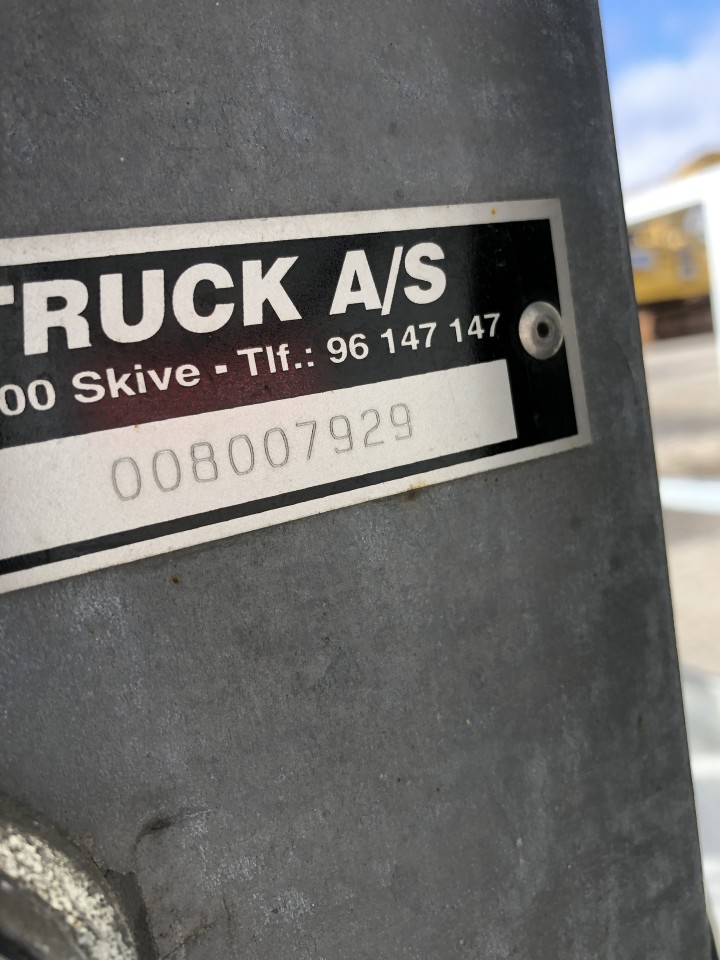 TRUCK A/S
00 Skive - Tlf.: 96 147 147
008007929